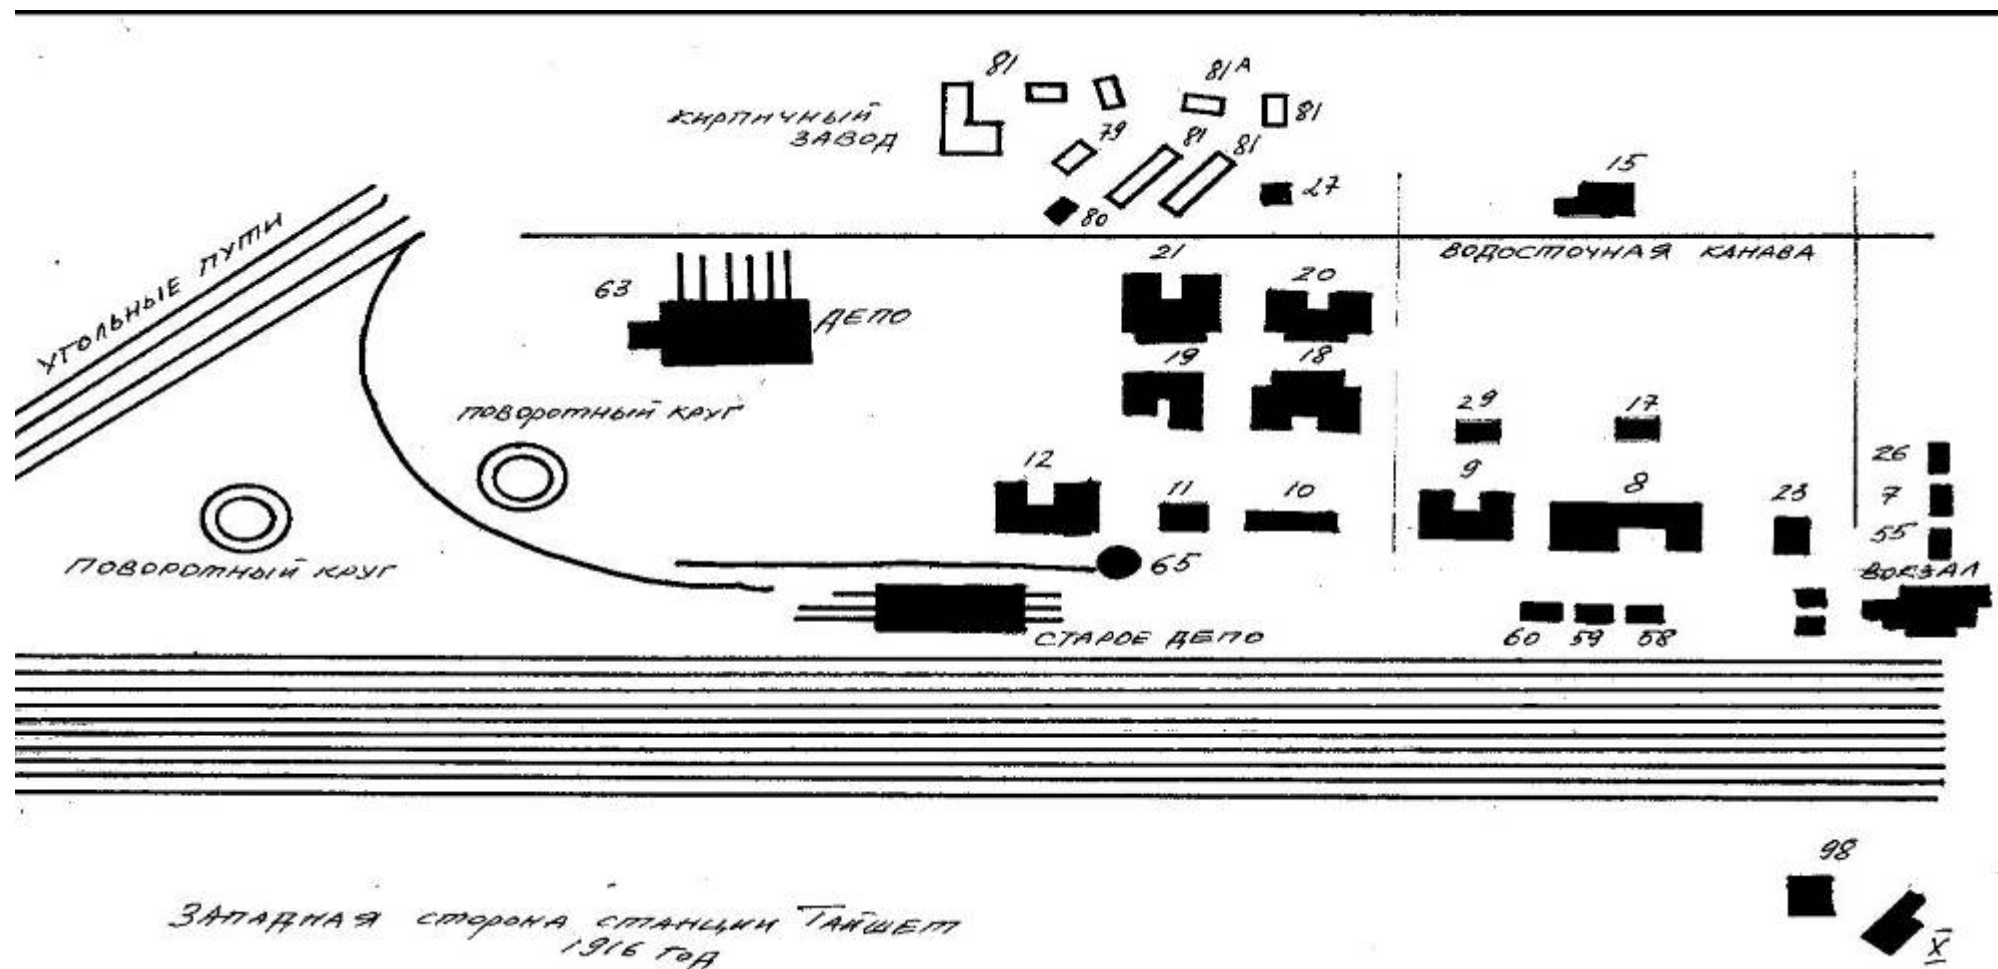 81
81А
КИРПИЧНЫЙ
ЗАВОД
81
79
81
81
15
27
80
УГОЛЬНЫЕ ПУТИ
21
ВОДОСТОЧНАЯ КАНАВА
63
20
ДЕПО
19
18
ПОВОРОТНЫЙ КРУГ
29
17
12
26
11
10
9
8
23
7
55
ПОВОРОТНЫЙ КРУГ
65
ВОКЗАЛ
СТАРОЕ ДЕПО
60
59
58
98
ЗАПАДНАЯ СТОРОНА СТАНЦИИ ТАЙШЕТ
1916 ГОД
X